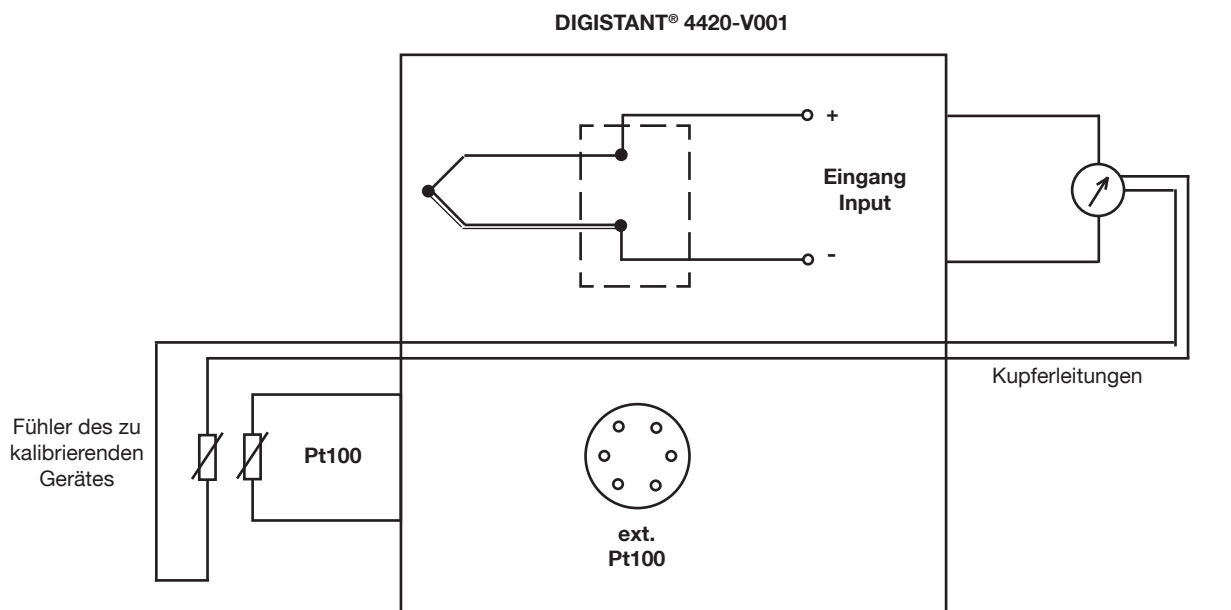 DIGISTANT® 4420-V001
+
Eingang
Input
-
Kupferleitungen
Fühler des zu
kalibrierenden
Gerätes
Pt100
ext.
Pt100